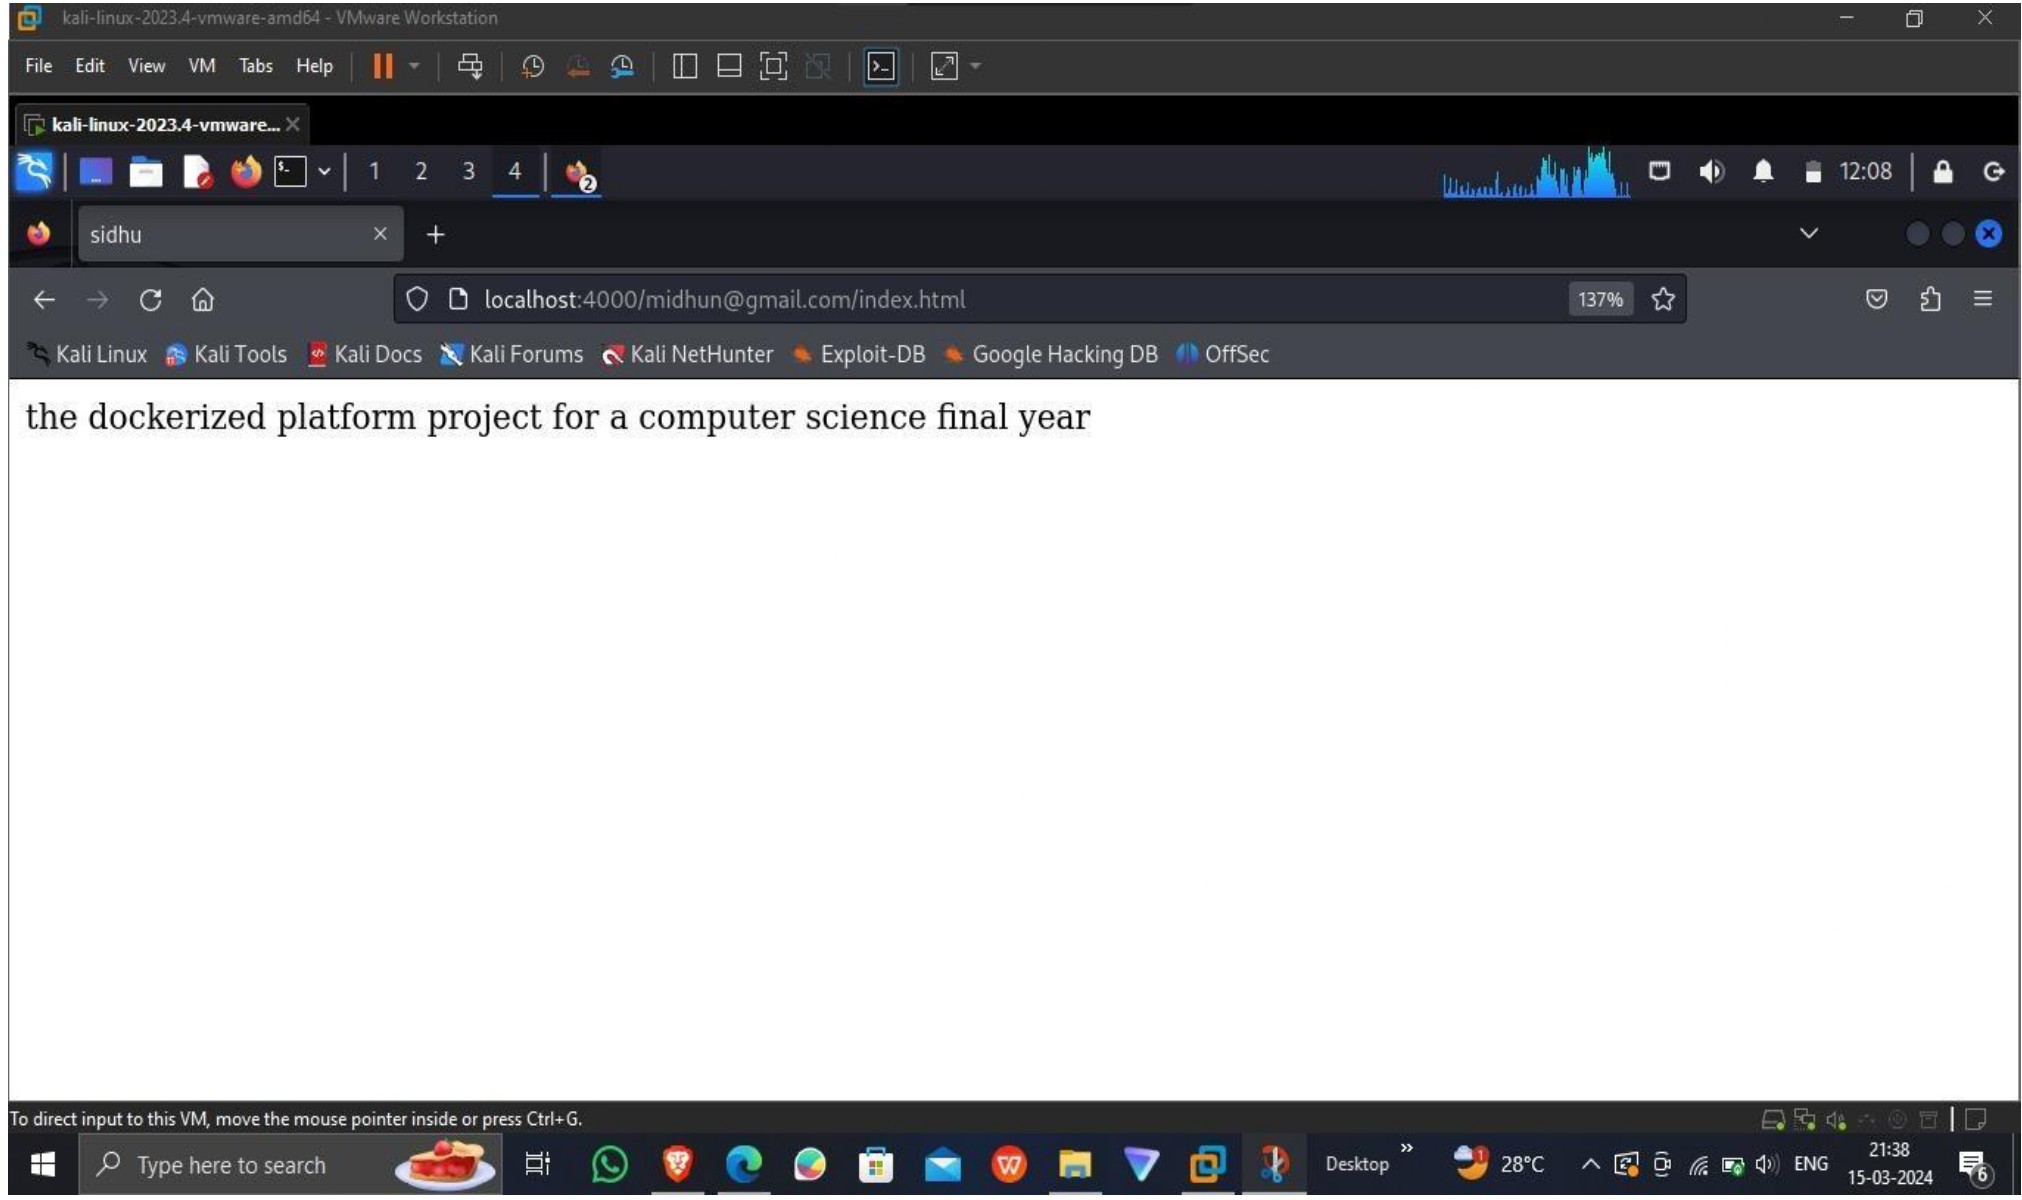 kali-linux-2023.4-vmware-amd64 - VMware Workstation
File Edit View VM Tabs Help
kali-linux-2023.4-vmware...
1 2 3 4 2 12:08
sidhu
localhost:4000/midhun@gmail.com/index.html 137%
Kali Linux Kali Tools Kali Docs Kali Forums Kali NetHunter Exploit-DB Google Hacking DB OffSec
the dockerized platform project for a computer science final year
To direct input to this VM, move the mouse pointer inside or press Ctrl+G.
Type here to search Desktop 1 28°C ENG 21:38
15-03-2024 6